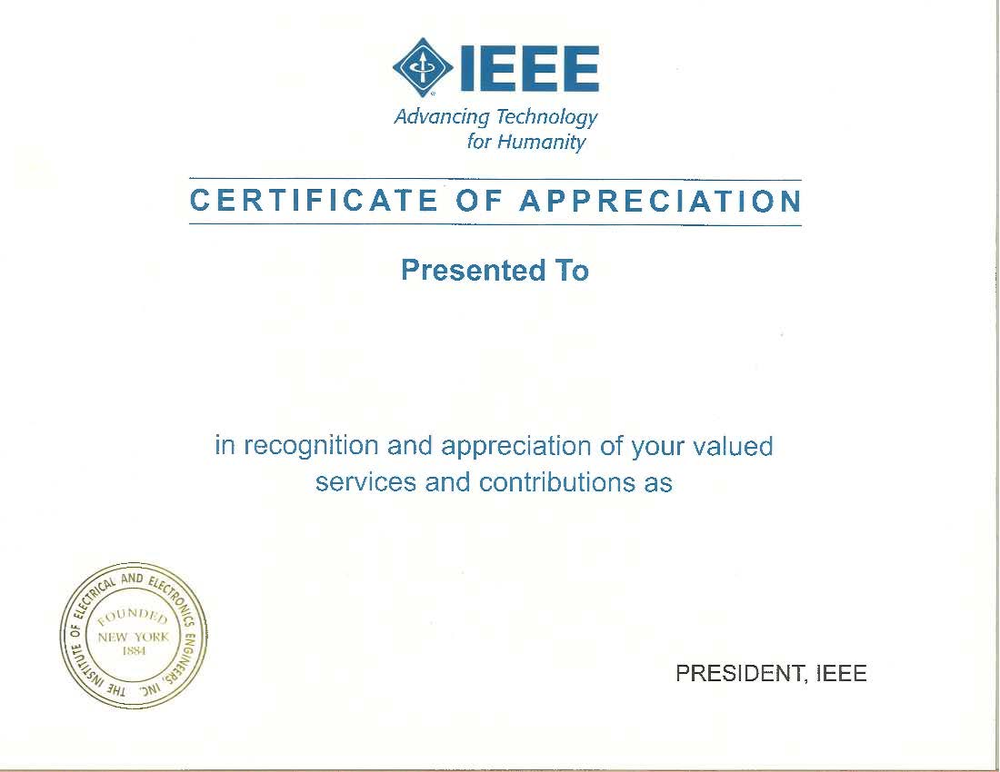 IEEE
Advancing Technology
for Humanity
CERTIFICATE OF APPRECIATION
Presented To
in recognition and appreciation of your valued
services and contributions as
THE INSTITUTE OF ELECTRICAL AND ELECTRONICS ENGINEERS, INC.
FOUNDED
NEW YORK
1884
PRESIDENT, IEEE